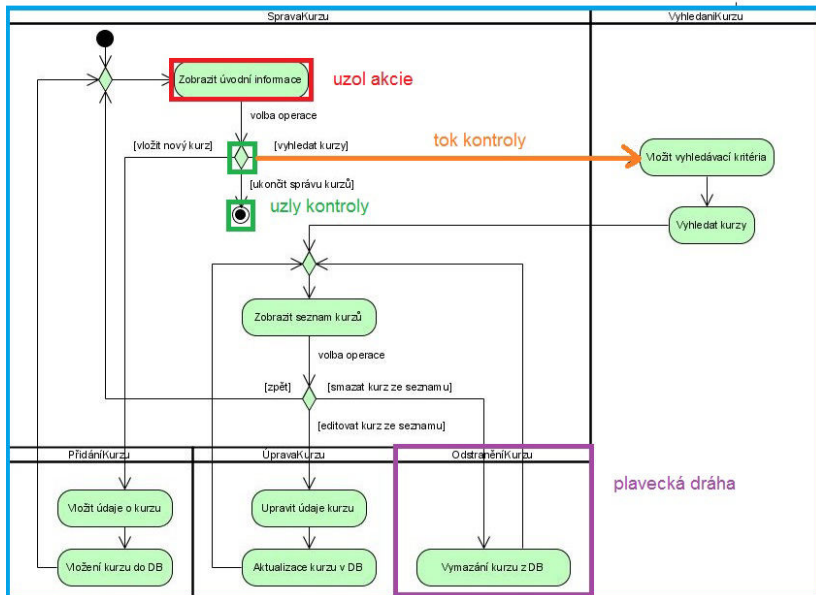 SpravaKurzu
VyhledaniKurzu
Zobrazit úvodní informace
uzol akcie
volba operace
[vložit nový kurz]
[vyhledat kurzy]
tok kontroly
Vložit vyhledávací kritéria
[ukončit správu kurzů]
uzly kontroly
Vyhledat kurzy
Zobrazit seznam kurzů
volba operace
[zpět]
[smazat kurz ze seznamu]
[editovat kurz ze seznamu]
PřidáníKurzu
ÚpravaKurzu
OdstraněníKurzu
plavecká dráha
Vložit údaje o kurzu
Upravit údaje kurzu
Vložení kurzu do DB
Aktualizace kurzu v DB
Vymazání kurzu z DB